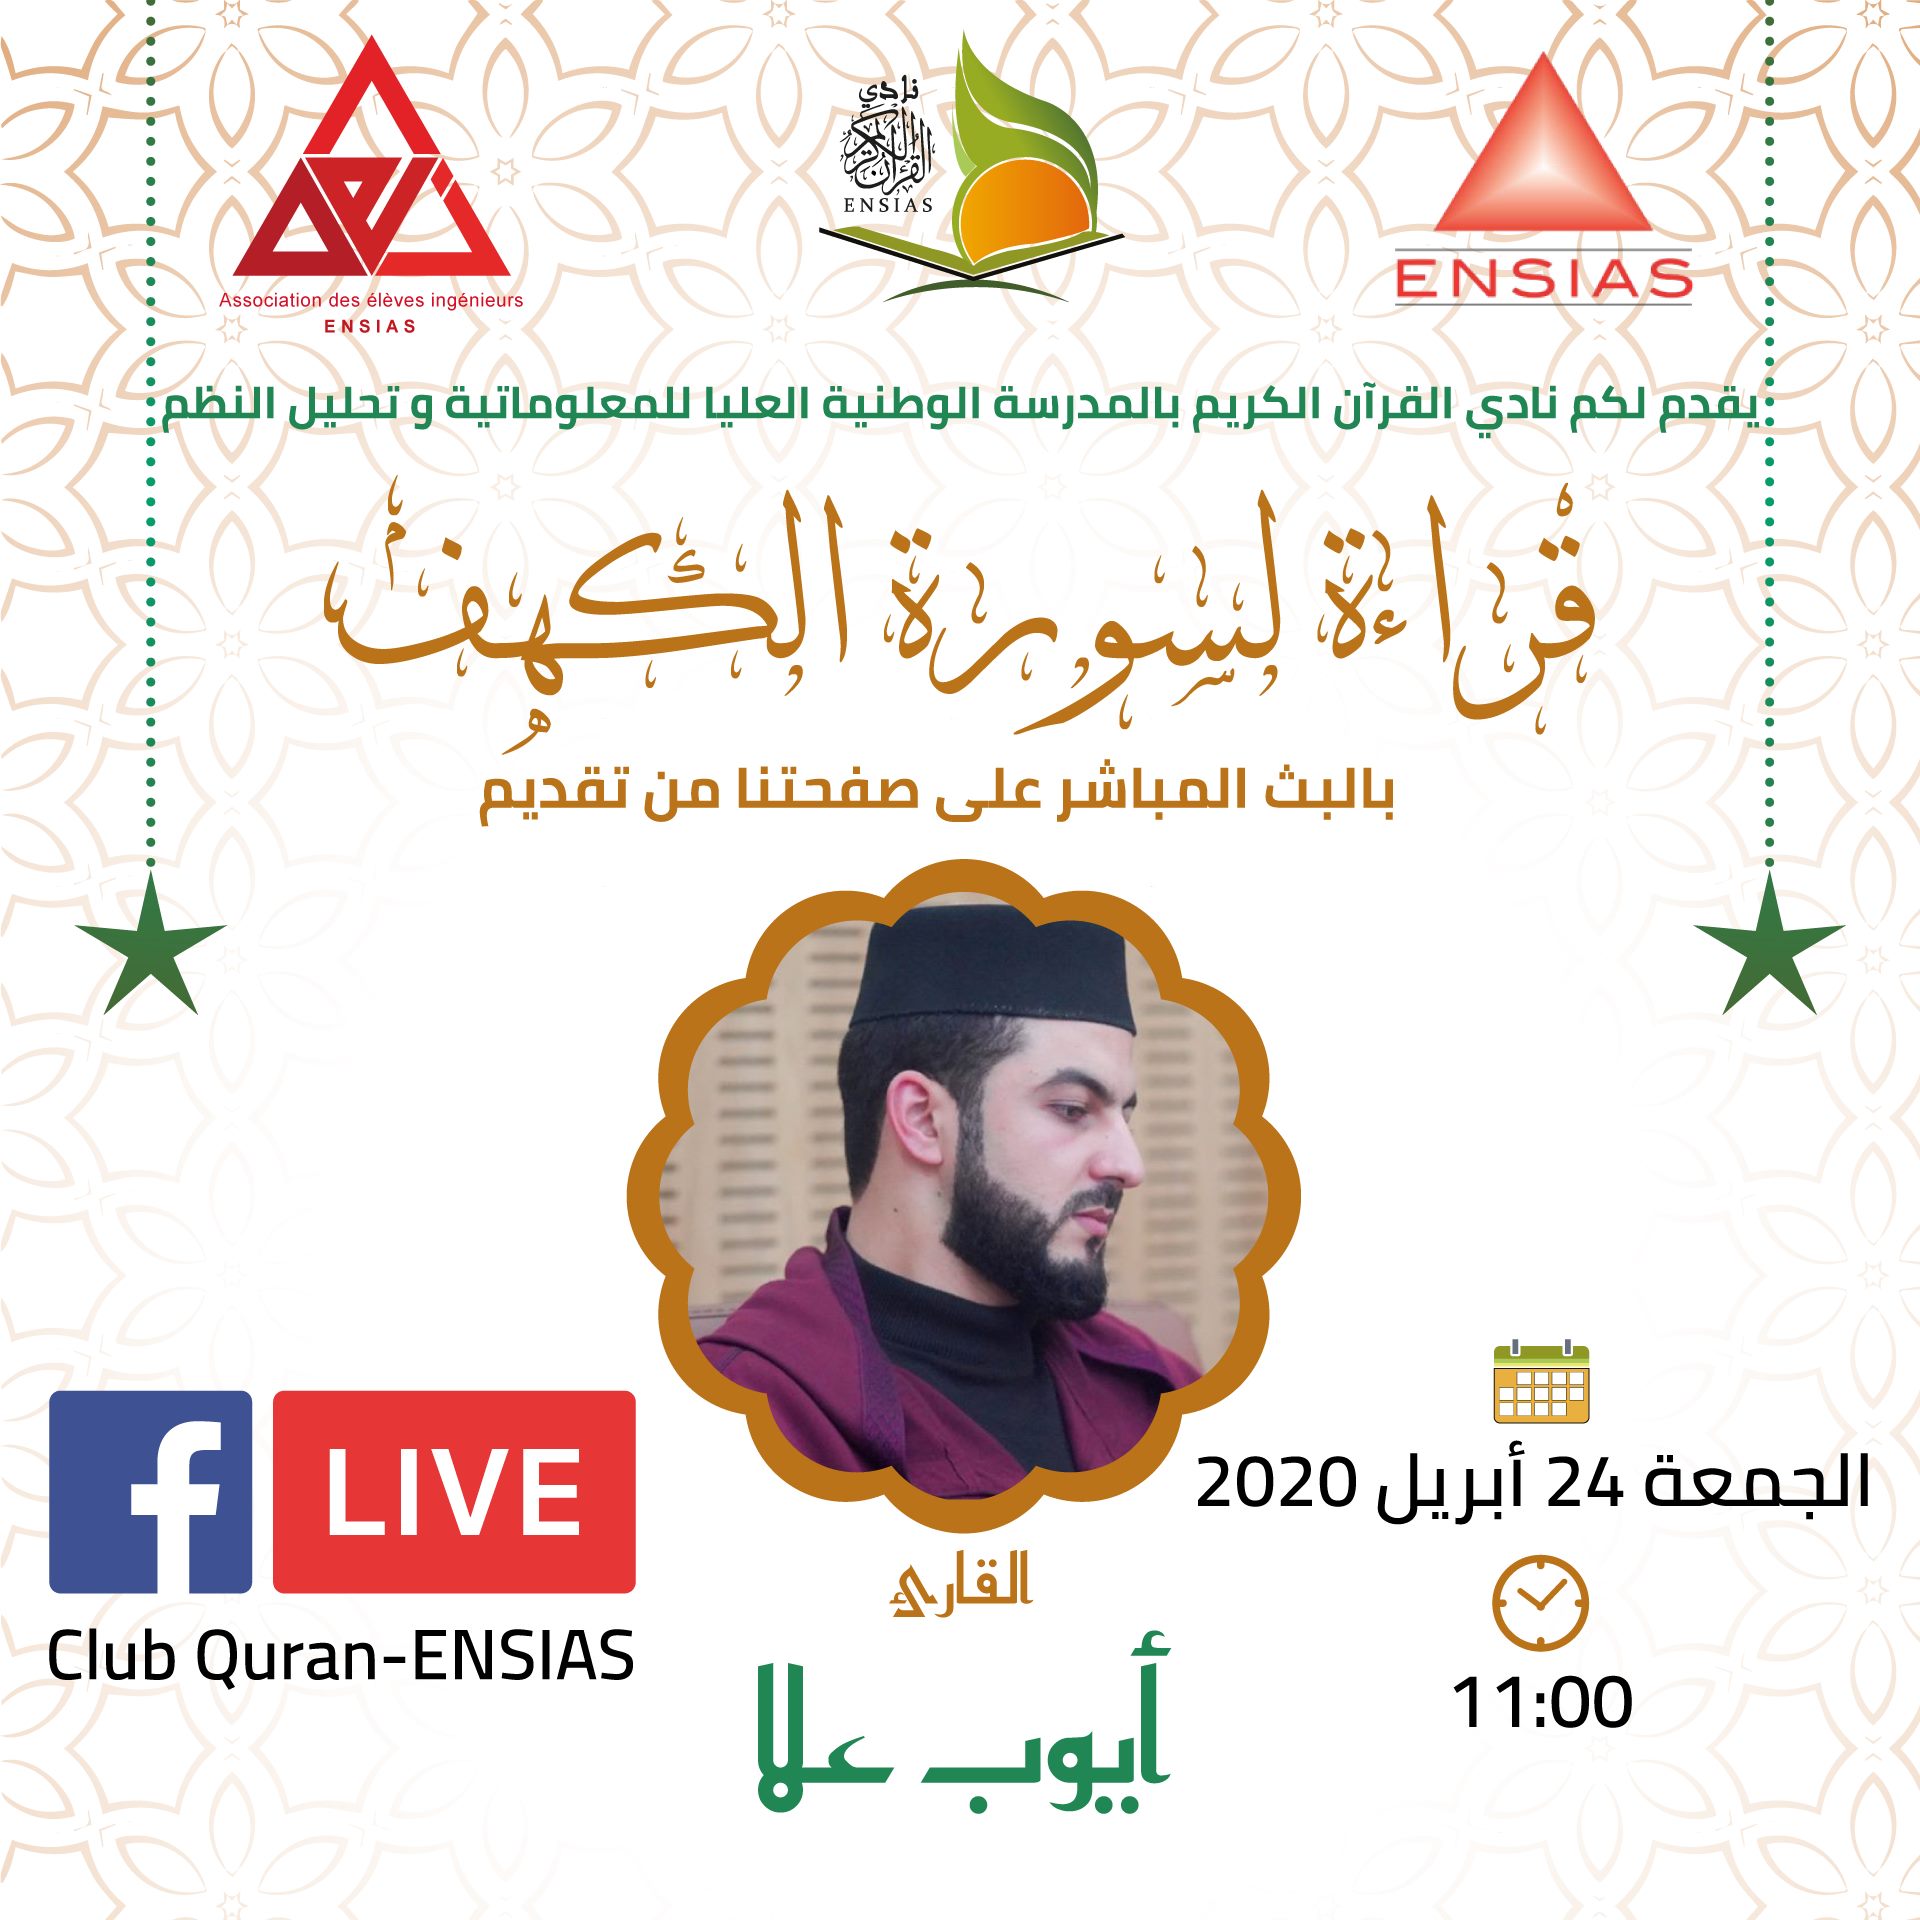 Association des élèves ingénieurs
ENSIAS
نادي
القرآن الكريم
ENSIAS
ENSIAS
يقدم لكم نادي القرآن الكريم بالمدرسة الوطنية العليا للمعلوماتية و تحليل النظم
قراءة لسورة الكهف
بالبث المباشر على صفحتنا من تقديم
f LIVE
Club Quran-ENSIAS
القارئ
أيوب علا
الجمعة 24 أبريل 2020
11:00